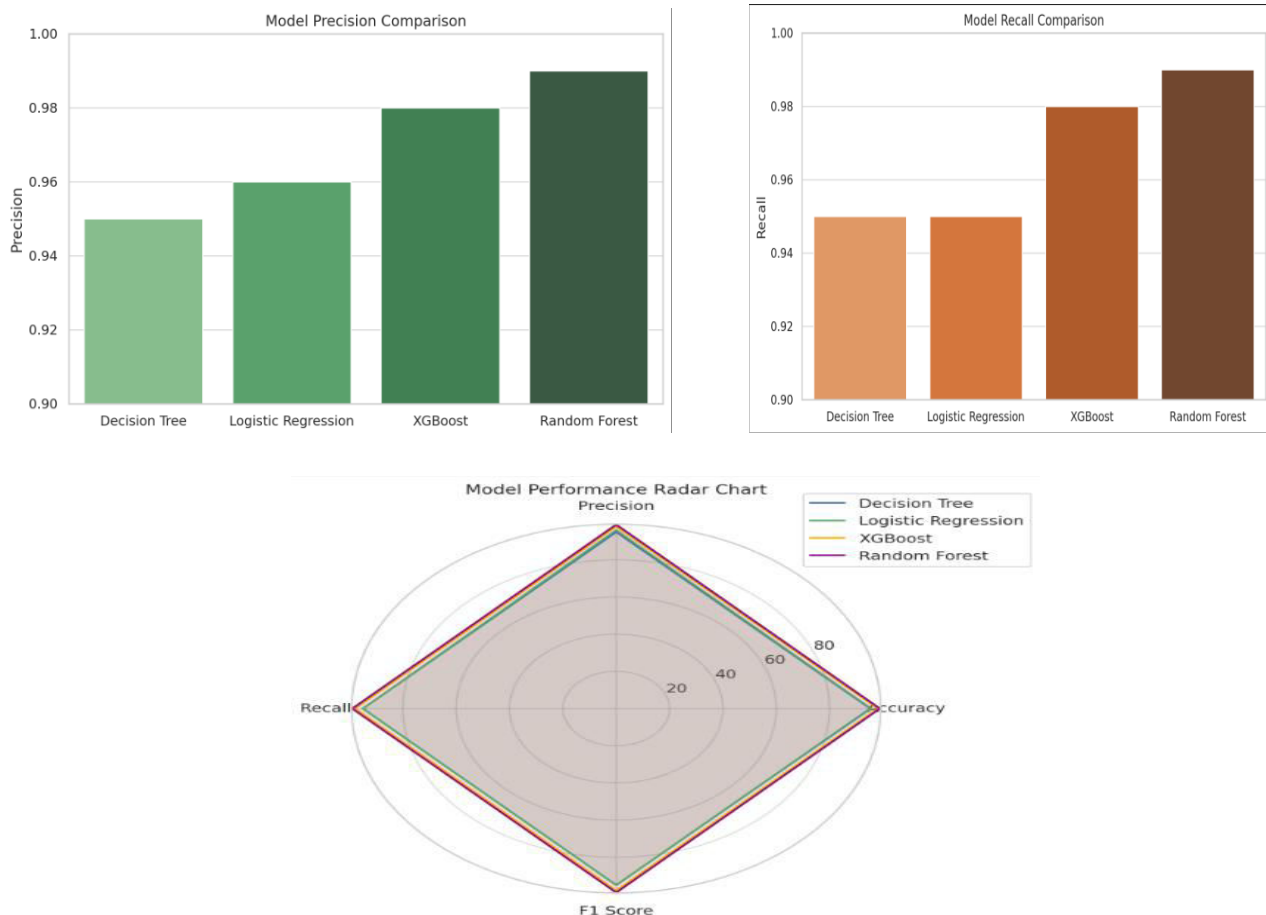 Model Precision Comparison
1.00
0.98
0.96
0.94
0.92
0.90
Precision
Decision Tree Logistic Regression XGBoost Random Forest
Model Recall Comparison
1.00
0.98
0.96
0.94
0.92
0.90
Recall
Decision Tree Logistic Regression XGBoost Random Forest
Model Performance Radar Chart
Precision
Decision Tree
Logistic Regression
XGBoost
Random Forest
80
60
40
20
Recall
Accuracy
F1 Score